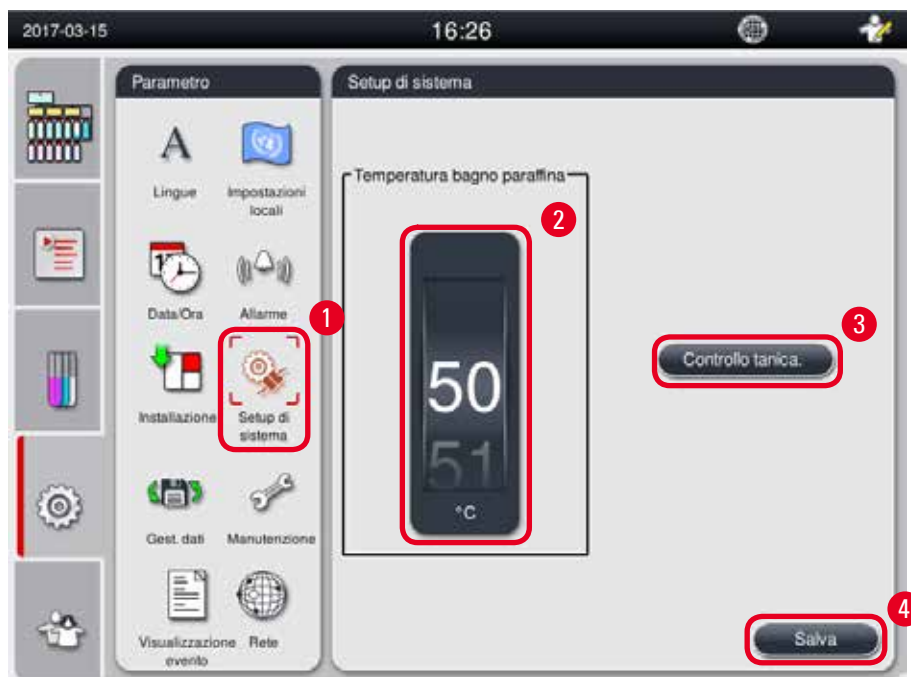 2017-03-15
16:26
Parametro
Setup di sistema
A
Lingue
Impostazioni
locali
Data/Ora
Allarme
1
Installazione
Setup di
sistema
Gest. dati
Manutenzione
Visualizzazione
evento
Rete
Temperatura bagno paraffina
2
50
51
°C
3
Controllo tanica.
4
Salva